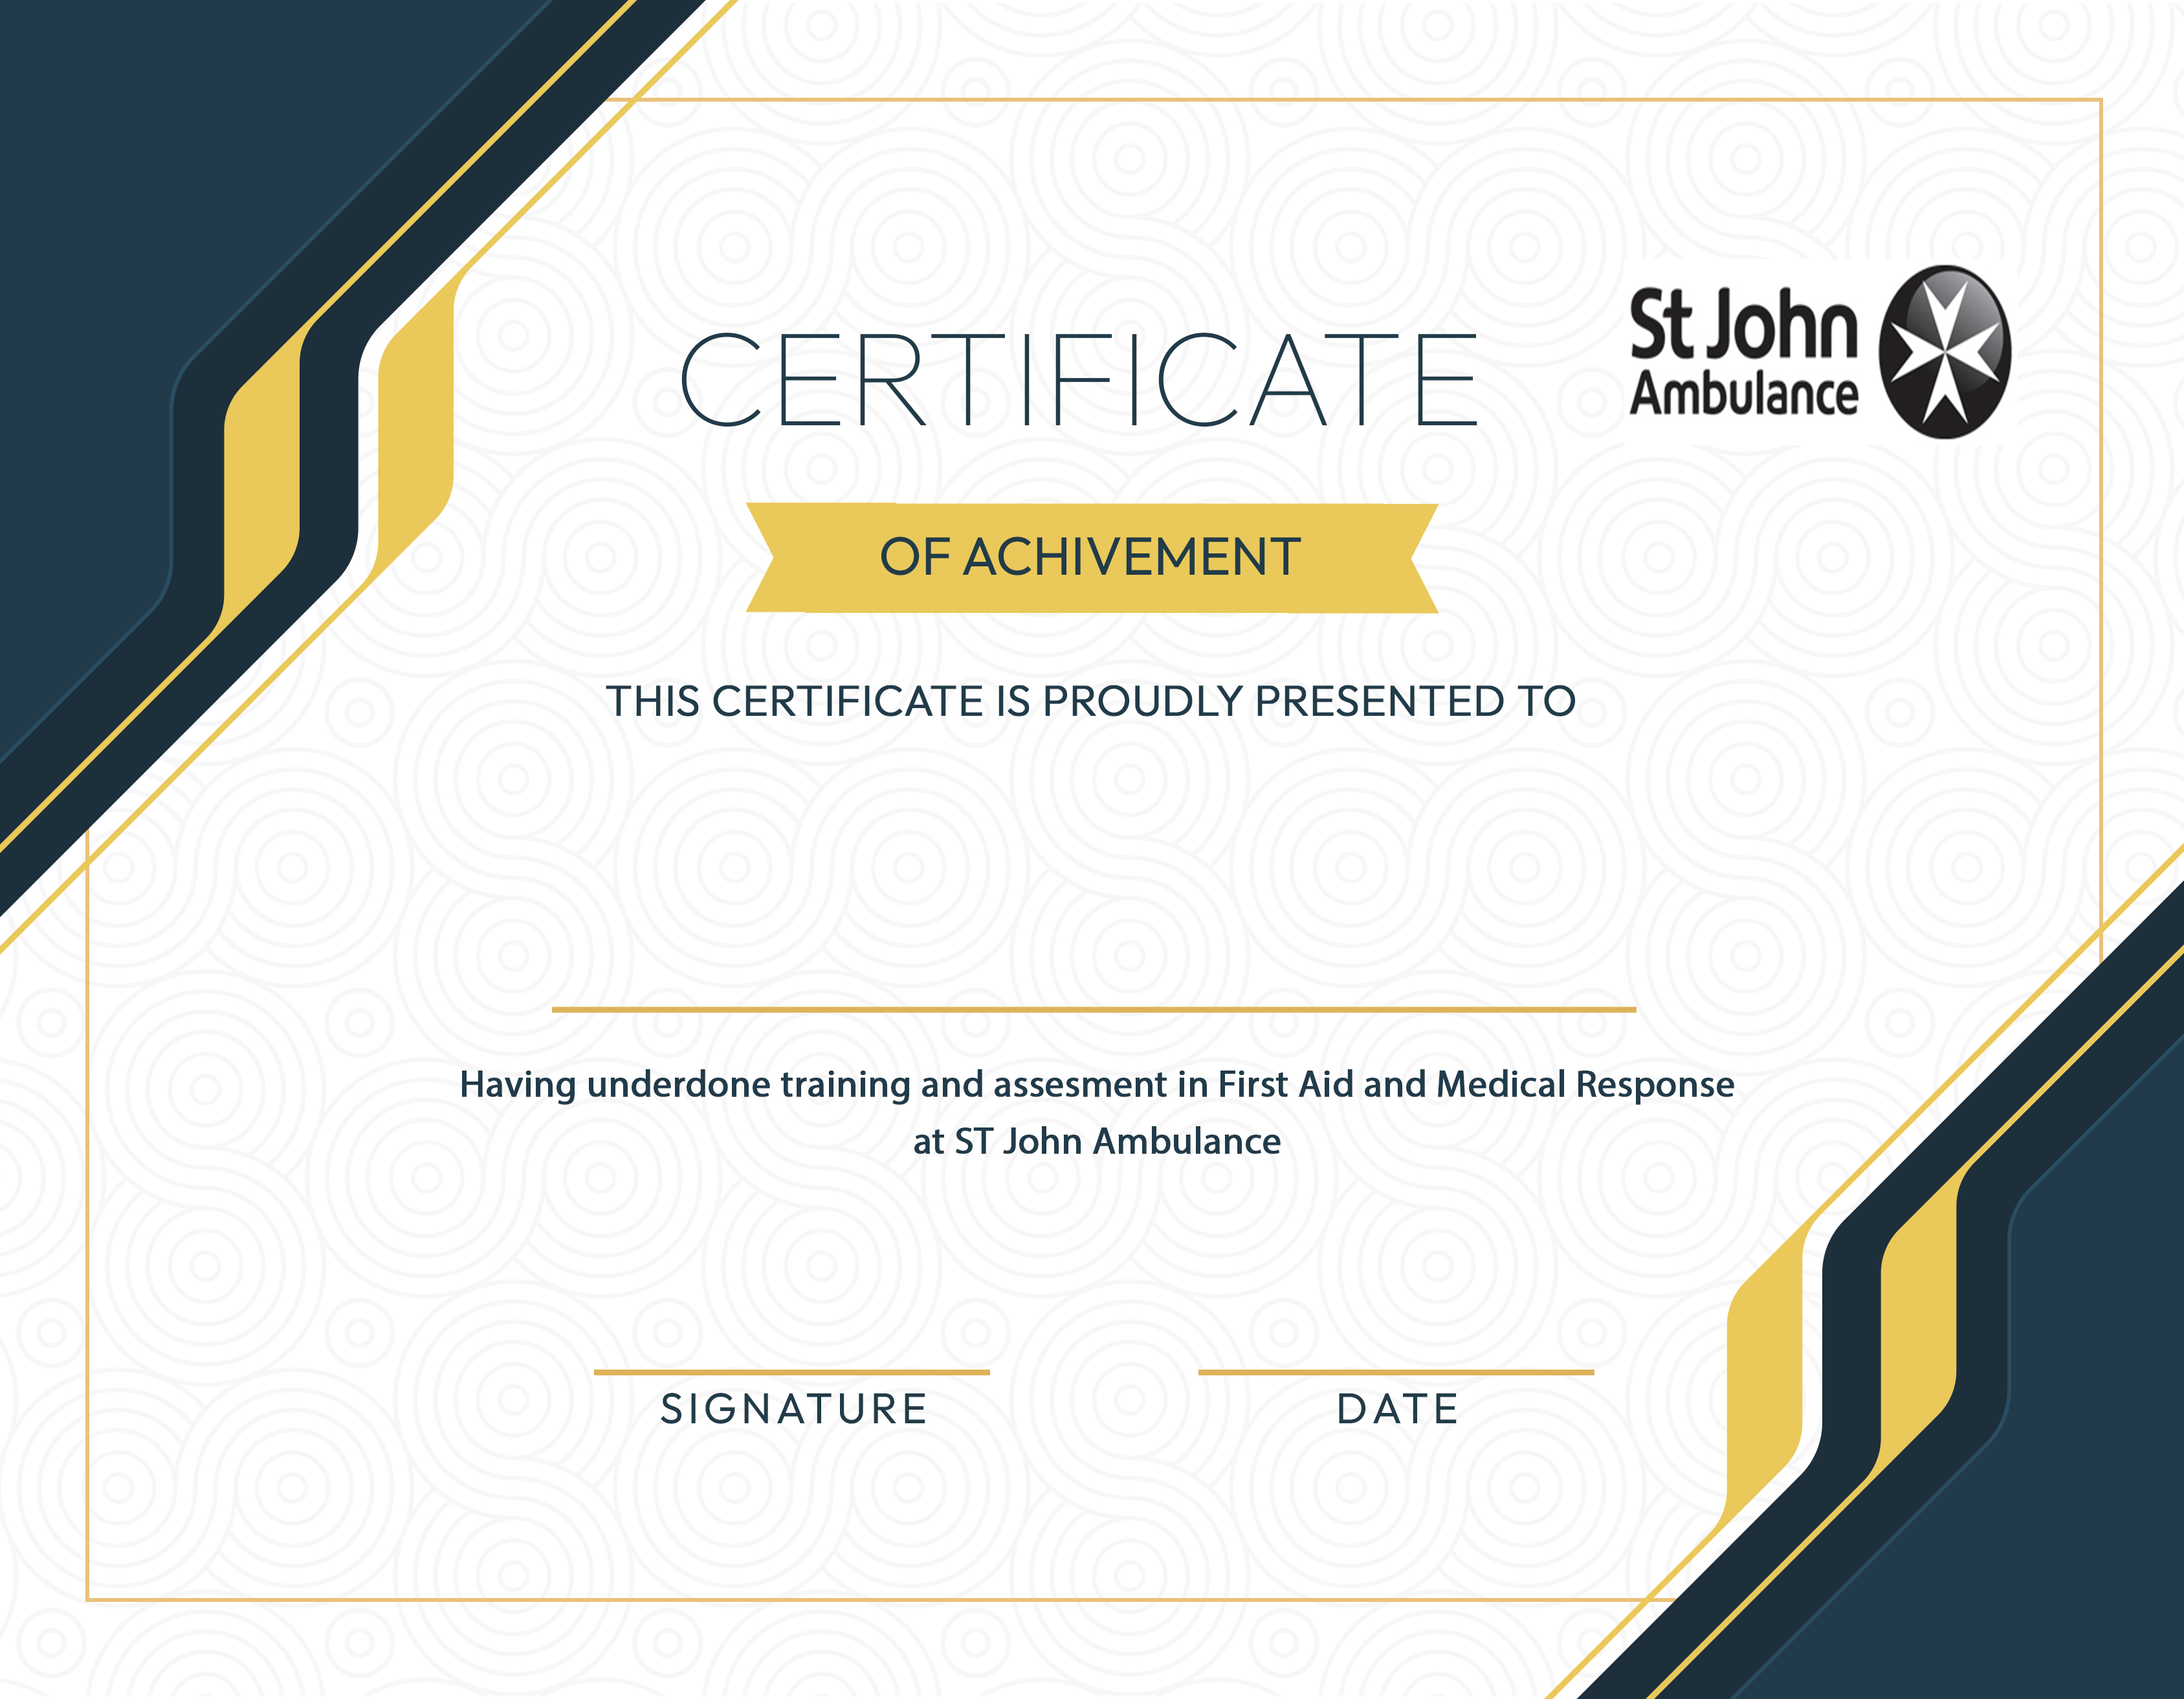 CERTIFICATE
St John
Ambulance
OF ACHIVEMENT
THIS CERTIFICATE IS PROUDLY PRESENTED TO
Having underdone training and assesment in First Aid and Medical Response
at ST John Ambulance
SIGNATURE
DATE